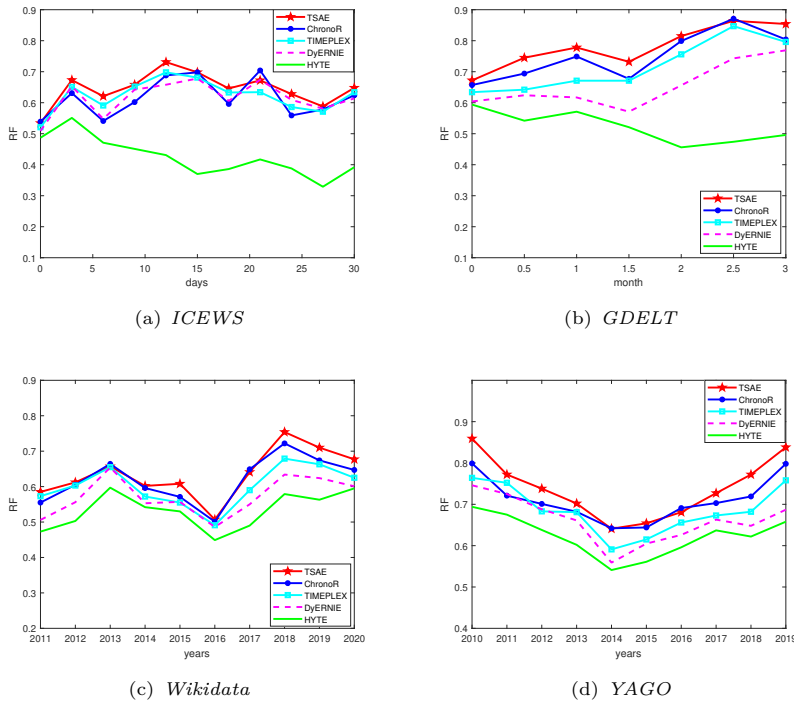 0.9
0.8
0.7
0.6
0.5
0.4
0.3
0.2
0.1
RF
0 5 10 15 20 25 30
days
TSAE
ChronoR
TIMEPLEX
DyERNIE
HYTE
(a) ICEWS
0.9
0.8
0.7
0.6
0.5
0.4
0.3
0.2
0.1
RF
0 0.5 1 1.5 2 2.5 3
month
TSAE
ChronoR
TIMEPLEX
DyERNIE
HYTE
(b) GDELT
0.9
0.8
0.7
0.6
0.5
0.4
0.3
0.2
RF
2011 2012 2013 2014 2015 2016 2017 2018 2019 2020
years
TSAE
ChronoR
TIMEPLEX
DyERNIE
HYTE
(c) Wikidata
0.9
0.8
0.7
0.6
0.5
0.4
RF
2010 2011 2012 2013 2014 2015 2016 2017 2018 2019
years
TSAE
ChronoR
TIMEPLEX
DyERNIE
HYTE
(d) YAGO